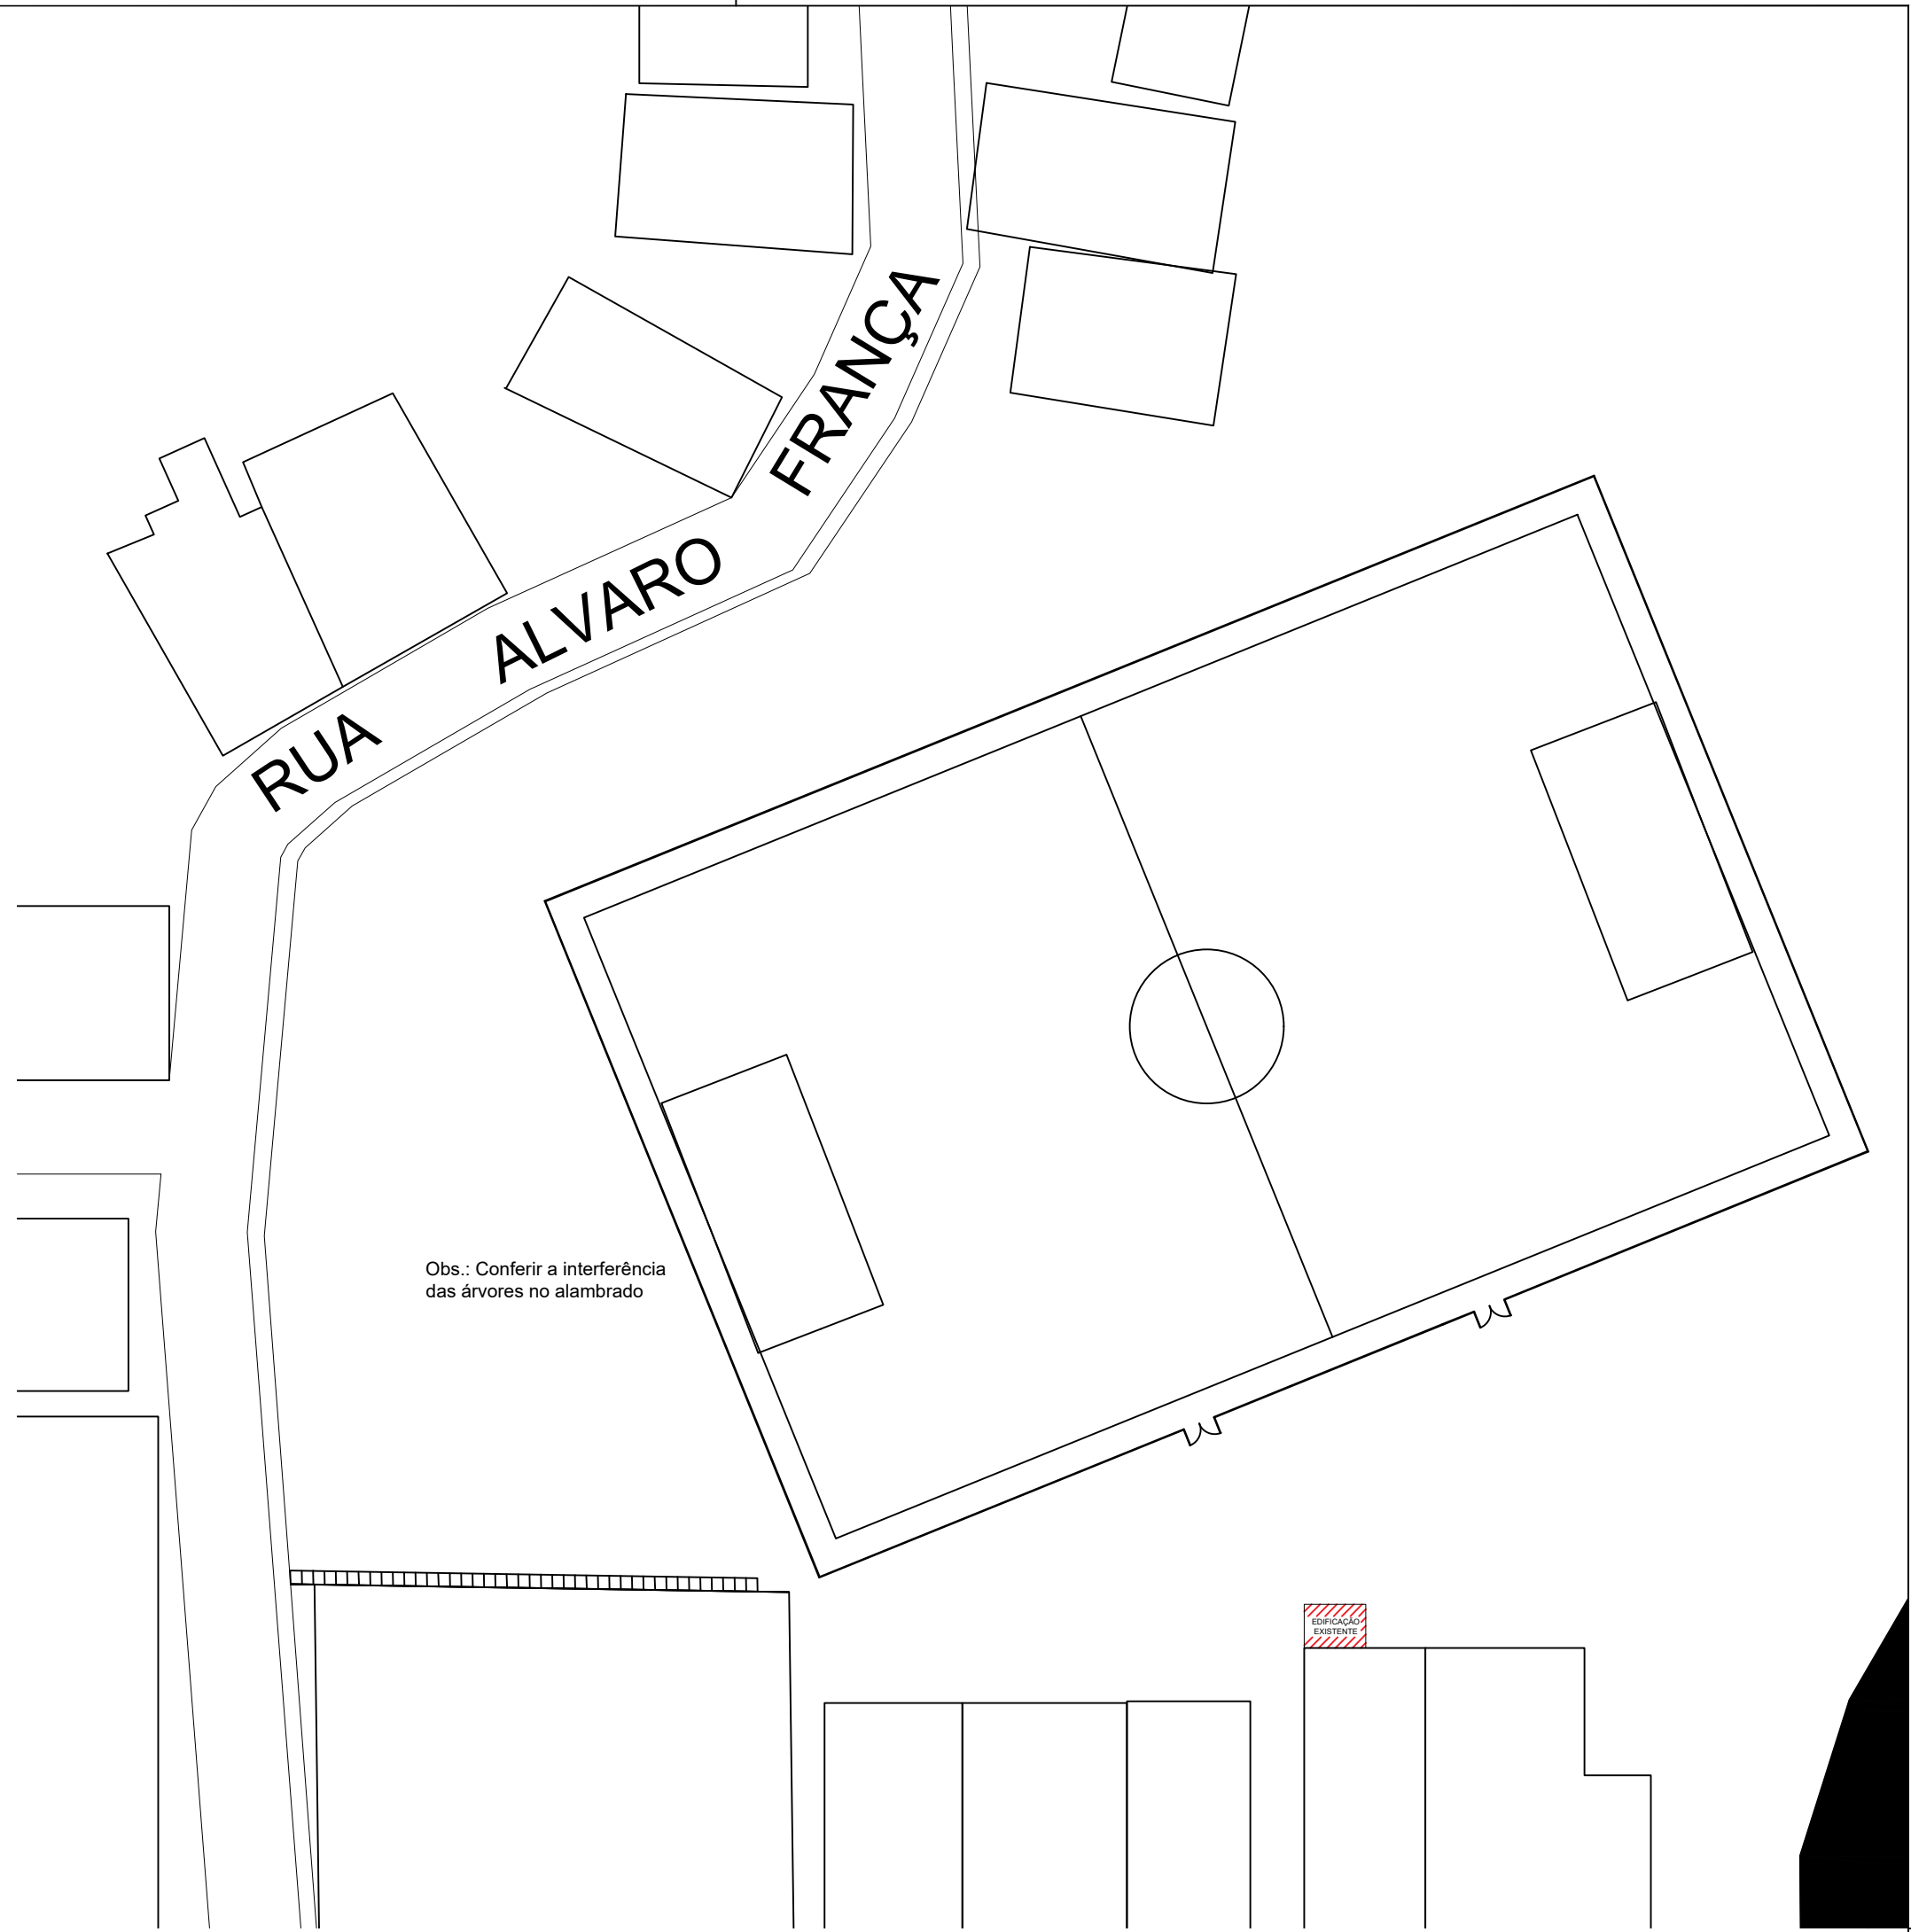 RUA ALVARO FRANÇA
Obs.: Conferir a interferência
das árvores no alambrado
EDIFICAÇÃO
EXISTENTE